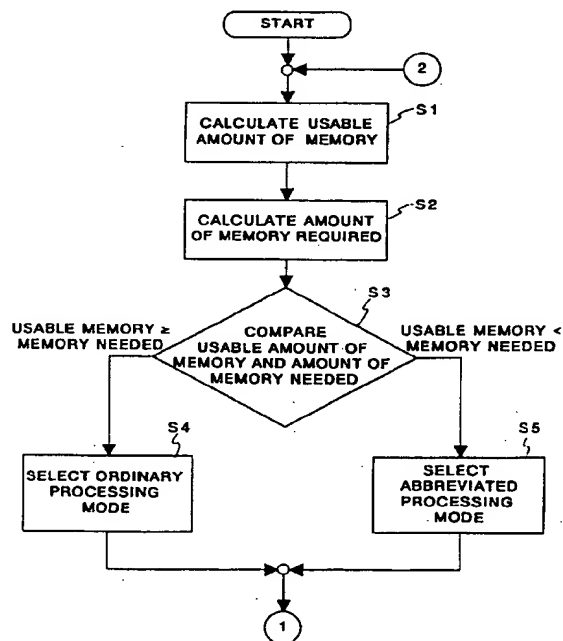 START
2
S1
CALCULATE USABLE
AMOUNT OF MEMORY
S2
CALCULATE AMOUNT
OF MEMORY REQUIRED
S3
USABLE MEMORY ≥
MEMORY NEEDED
COMPARE
USABLE AMOUNT OF
MEMORY AND AMOUNT OF
MEMORY NEEDED
USABLE MEMORY <
MEMORY NEEDED
S4
SELECT ORDINARY
PROCESSING
MODE
S5
SELECT
ABBREVIATED
PROCESSING
MODE
1